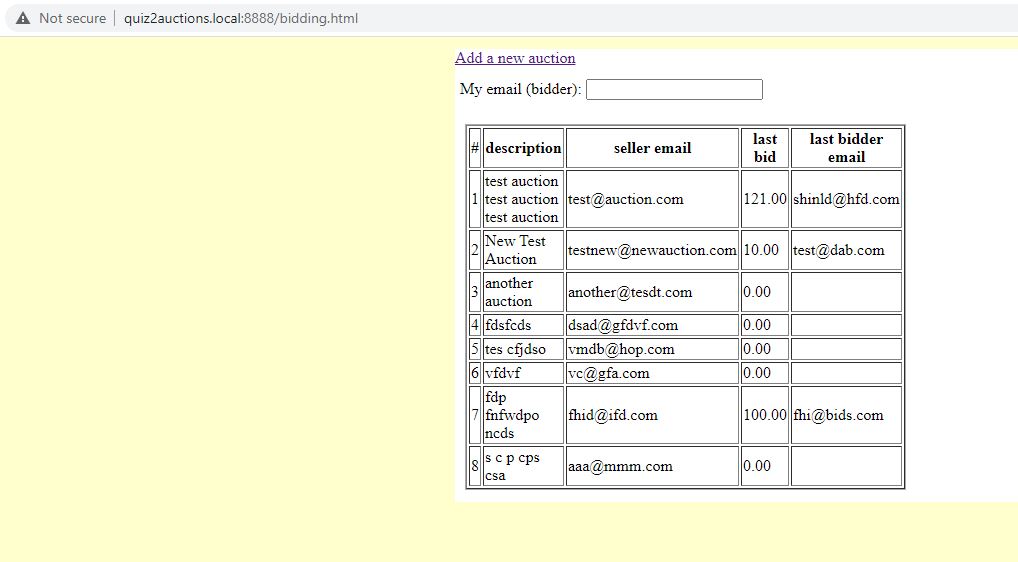 Not secure | quiz2auctions.local:8888/bidding.html
Add a new auction
My email (bidder):
# description seller email last bid last bidder email
1 test auction test auction test auction test@auction.com 121.00 shinld@hfd.com
2 New Test Auction testnew@newauction.com 10.00 test@dab.com
3 another auction another@tesdt.com 0.00
4 fdsfcds dsad@gfdvf.com 0.00
5 tes cfjdso vmdb@hop.com 0.00
6 vfdvf vc@gfa.com 0.00
7 fdp fnfwdpo ncds fhid@ifd.com 100.00 fhi@bids.com
8 s c p cps csa aaa@mmm.com 0.00